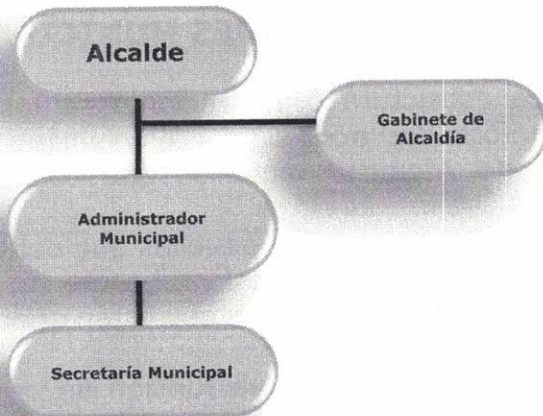 Alcalde
Gabinete de
Alcaldía
Administrador
Municipal
Secretaría Municipal